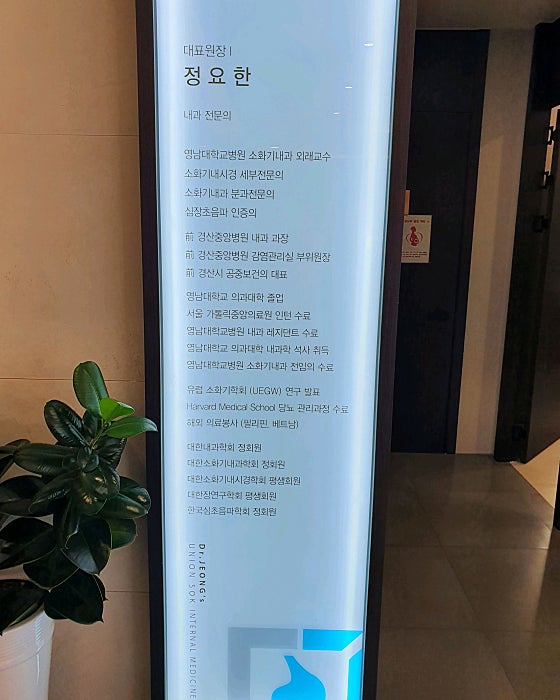 대표원장 |
정 요 한
내과 전문의
영남대학교병원 소화기내과 외래교수
소화기내시경 세부전문의
소화기내과 분과전문의
심장초음파 인증의
前 경산중앙병원 내과 과장
前 경산중앙병원 감염관리실 부위원장
前 경산시 공중보건의 대표
영남대학교 의과대학 졸업
서울 가톨릭중앙의료원 인턴 수료
영남대학교병원 내과 레지던트 수료
영남대학교 의과대학 내과학 석사 취득
영남대학교병원 소화기내과 전임의 수료
유럽 소화기학회 (UEGW) 연구 발표
Harvard Medical School 당뇨 관리과정 수료
해외 의료봉사 (필리핀, 베트남)
대한내과학회 정회원
대한소화기내과학회 정회원
대한소화기내시경학회 평생회원
대한장연구학회 평생회원
한국심초음파학회 정회원
Dr.JEONG's
UNION SOK INTERNAL MEDICINE